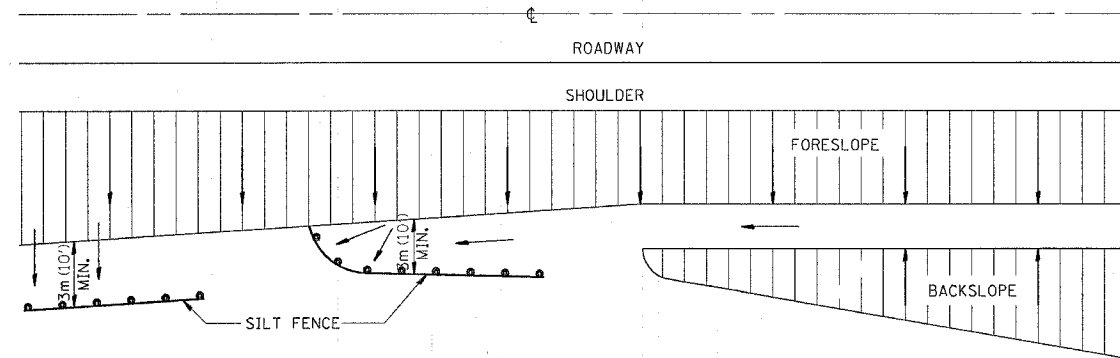 ℄
ROADWAY
SHOULDER
FORESLOPE
3m (10')
MIN.
3m (10')
MIN.
BACKSLOPE
SILT FENCE